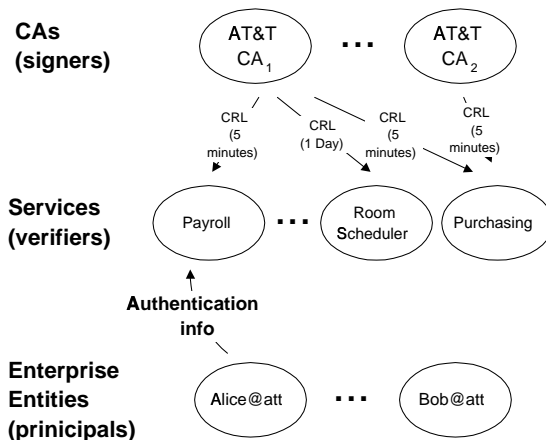 CAs
(signers)
AT&T
CA1
...
AT&T
CA2
CRL
(5
minutes)
CRL
(1 Day)
CRL
(5
minutes)
CRL
(5
minutes)
Services
(verifiers)
Payroll
...
Room
Scheduler
Purchasing
Authentication
info
Enterprise
Entities
(prinicipals)
Alice@att
...
Bob@att